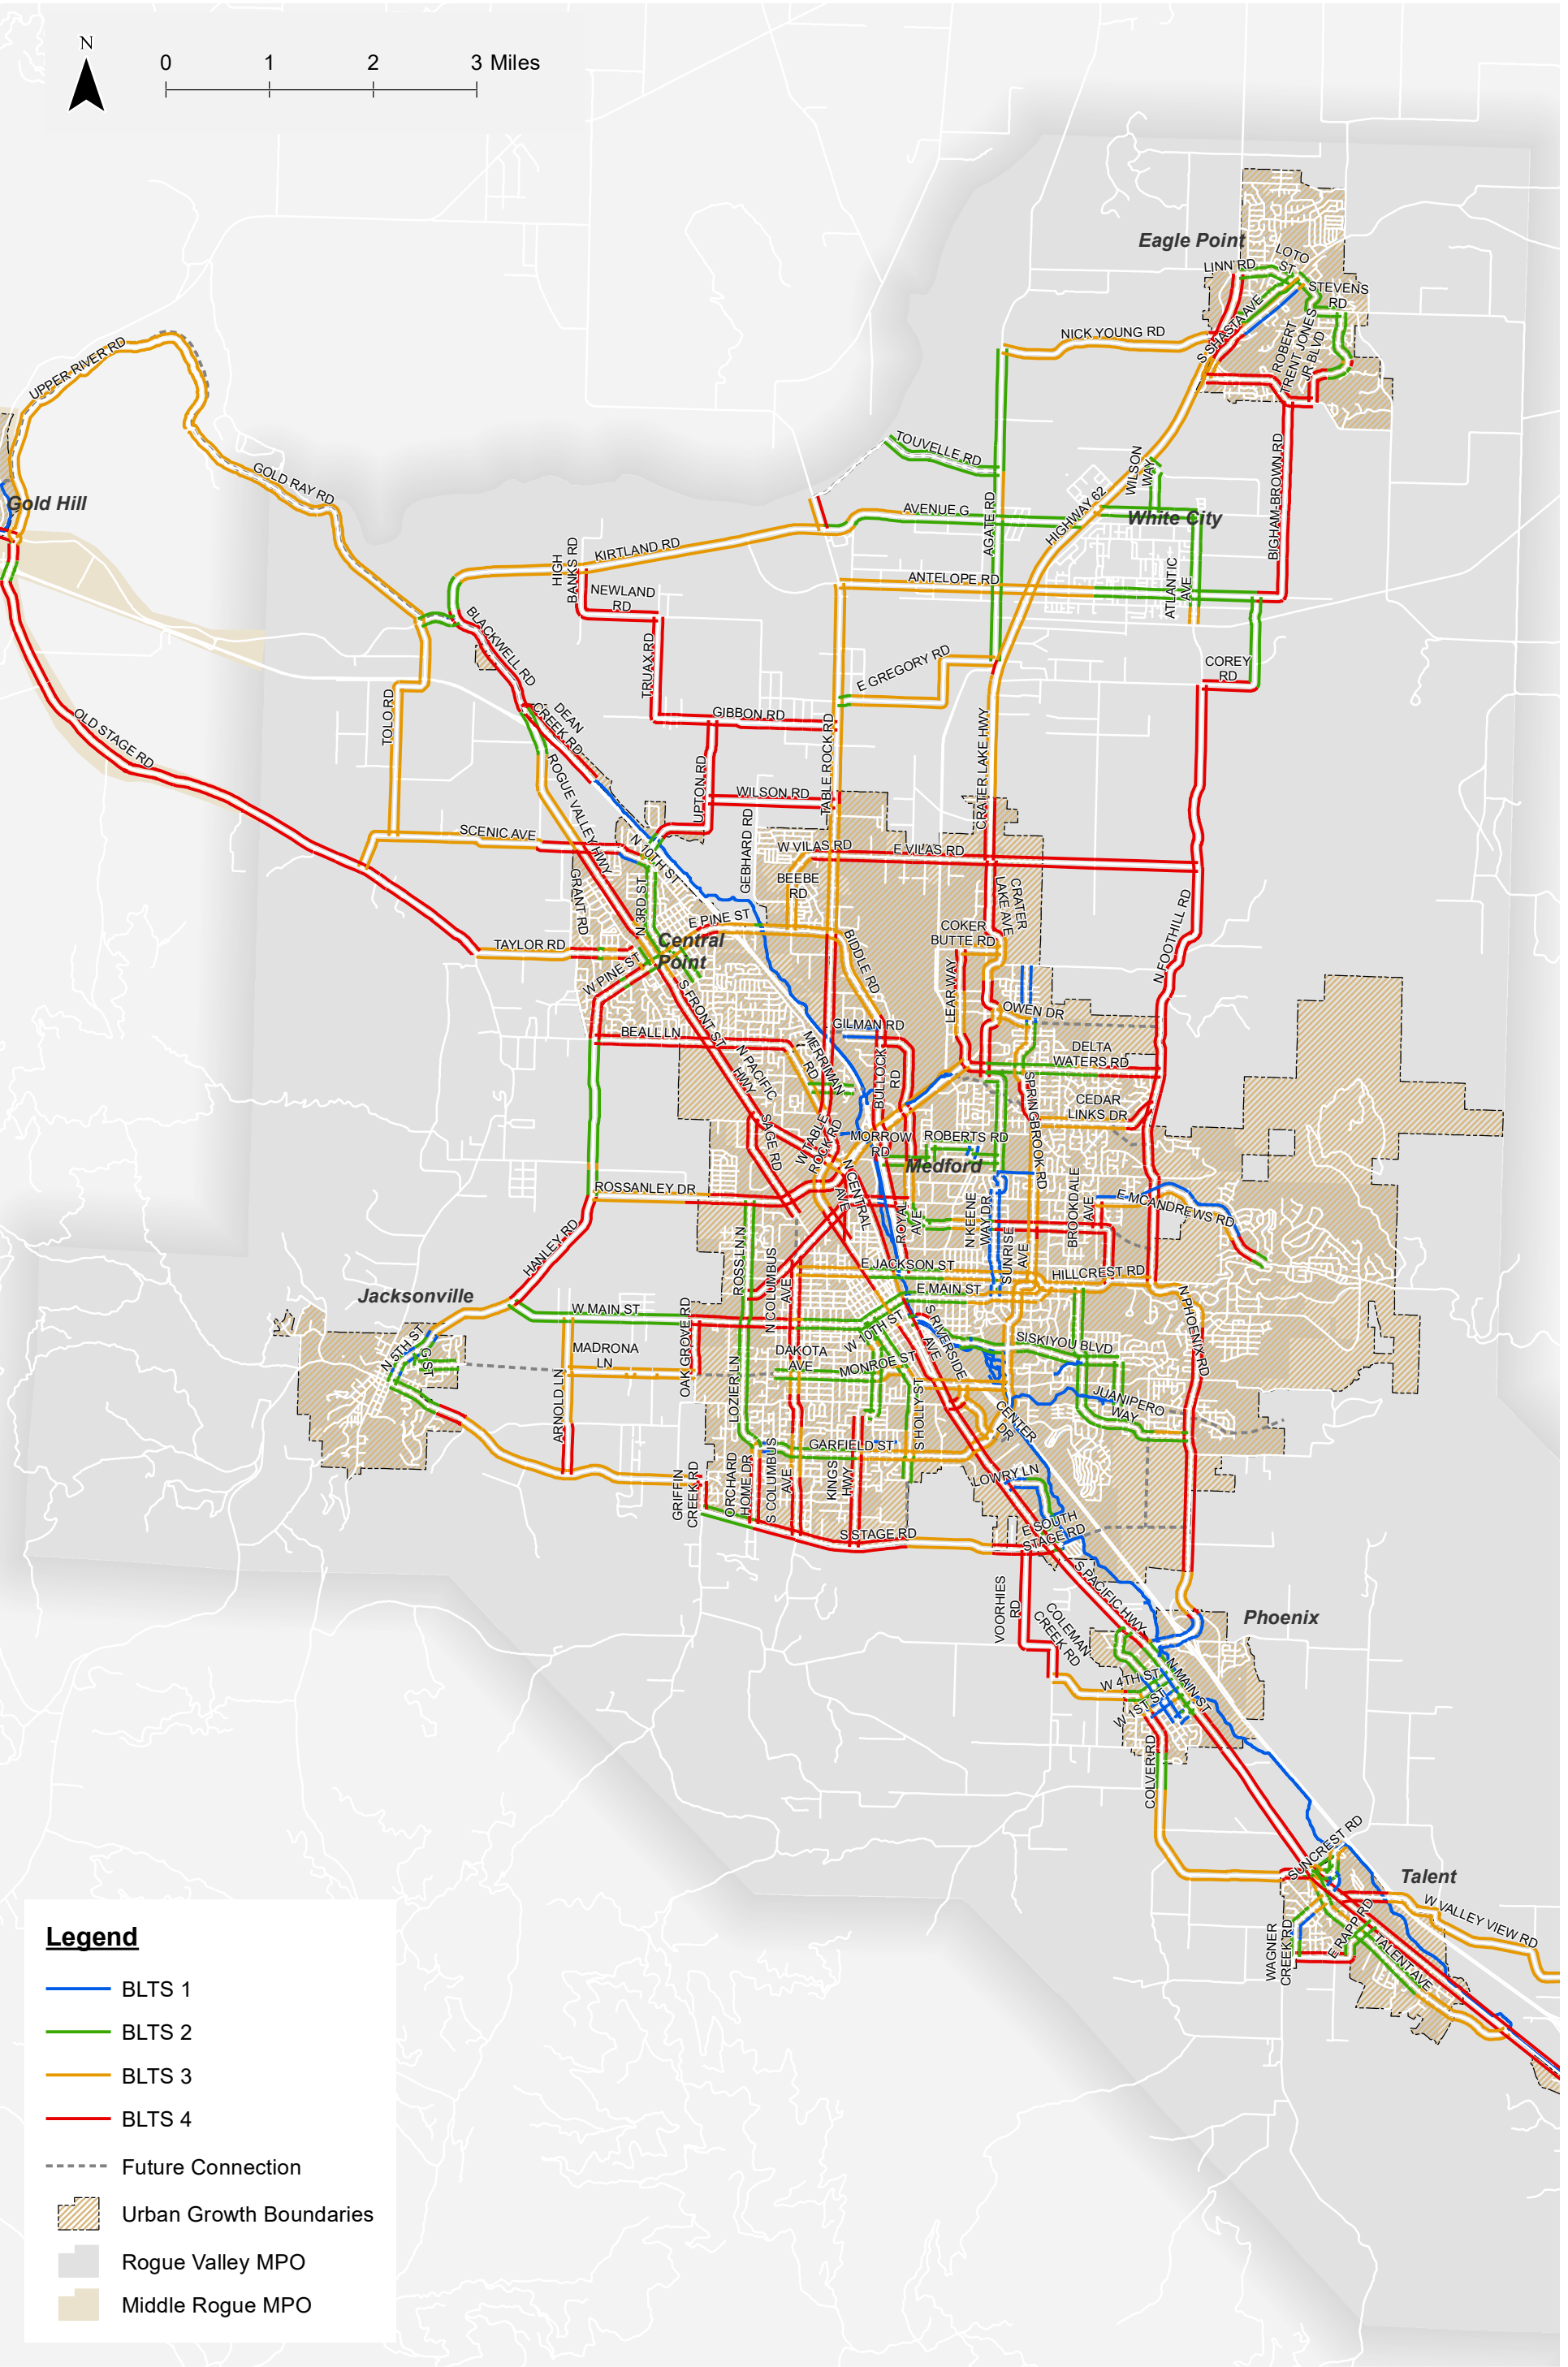 N
0 1 2 3 Miles
Eagle Point
LOTO
ST
LINN RD
STEVENS
RD
S SHASTA AVE
ROBERT
TRENT JONES
JR BLVD
NICK YOUNG RD
UPPER RIVER RD
TOUVELLE RD
WILSON
WAY
BIGHAM-BROWN RD
GOLD RAY RD
Gold Hill
AVENUE G
AGATE RD
HIGHWAY 62
White City
KIRTLAND RD
HIGH
BANKS RD
ANTELOPE RD
ATLANTIC
AVE
NEWLAND
RD
BLACKWELL RD
TRUAX RD
E GREGORY RD
COREY
RD
TOLO RD
OLD STAGE RD
DEAN
CREEK RD
GIBBON RD
TABLE ROCK RD
CRATER LAKE HWY
ROGUE VALLEY HWY
UPTON RD
WILSON RD
SCENIC AVE
N 10TH ST
GEBHARD RD
W VILAS RD
E VILAS RD
BEEBE
RD
GRANT RD
N 3RD ST
CRATER
LAKE AVE
E PINE ST
COKER
BUTTE RD
N FOOTHILL RD
Central
Point
TAYLOR RD
W PINE ST
BIDDLE RD
LEAR WAY
S FRONT ST
OWEN DR
GILMAN RD
BEALL LN
MERRIMAN
RD
N PACIFIC
HWY
BULLOCK
RD
DELTA
WATERS RD
SPRINGBROOK RD
CEDAR
LINKS DR
SAGE RD
W TABLE
ROCK RD
MORROW
RD
ROBERTS RD
Medford
ROSSANLEY DR
N CENTRAL
AVE
ROYAL
AVE
N KEENE
WAY DR
BROOKDALE
AVE
E MCANDREWS RD
HANLEY RD
ROSS LN N
N COLUMBUS
AVE
SUNRISE
AVE
E JACKSON ST
HILLCREST RD
E MAIN ST
Jacksonville
W MAIN ST
N PHOENIX RD
N 5TH ST
G ST
MADRONA
LN
OAK GROVE RD
W 10TH ST
S RIVERSIDE
AVE
SISKIYOU BLVD
DAKOTA
AVE
MONROE ST
ARNOLD LN
LOZIER LN
S HOLLY ST
JUANIPERO
WAY
CENTER
DR
GARFIELD ST
GRIFFIN
CREEK RD
ORCHARD
HOME DR
S COLUMBUS
AVE
KINGS
HWY
LOWRY LN
S STAGE RD
E SOUTH
STAGE RD
VOORHIES
RD
S PACIFIC HWY
COLEMAN
CREEK RD
Phoenix
W 4TH ST
N MAIN ST
W 1ST ST
COLVER RD
SUNCREST RD
Talent
W VALLEY VIEW RD
WAGNER
CREEK RD
E RAPP RD
TALENT AVE
Legend
BLTS 1
BLTS 2
BLTS 3
BLTS 4
Future Connection
Urban Growth Boundaries
Rogue Valley MPO
Middle Rogue MPO